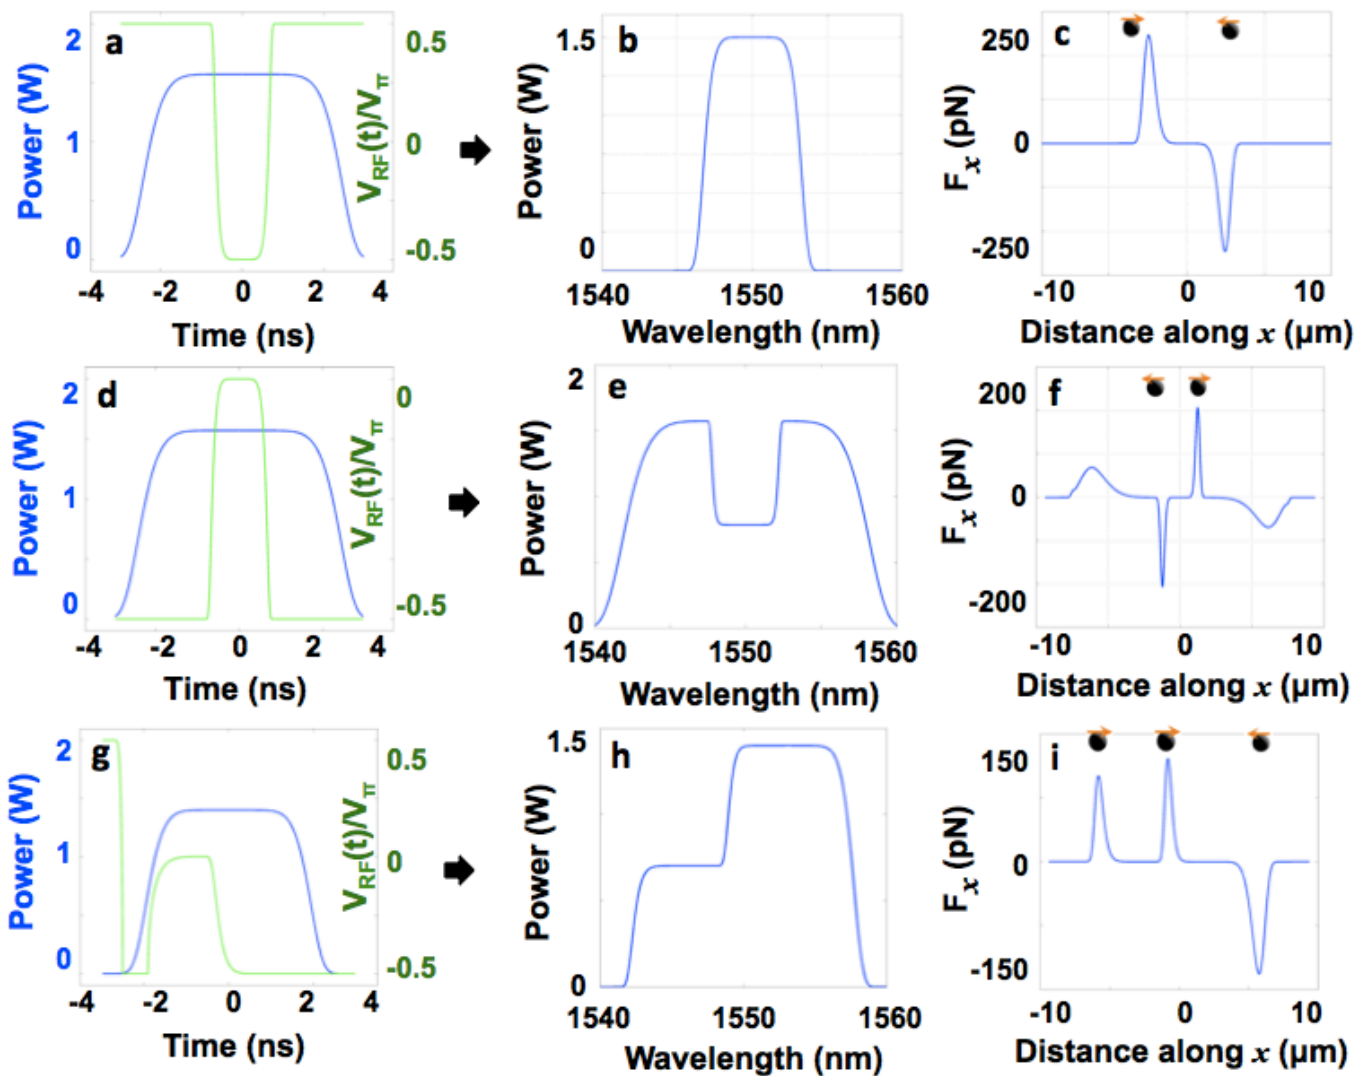 a
2
1
0
Power (W)
0.5
0
-0.5
V_RF(t)/V_π
-4 -2 0 2 4
Time (ns)
b
1.5
0
Power (W)
1540 1550 1560
Wavelength (nm)
c
250
0
-250
F_x (pN)
-10 0 10
Distance along x (μm)
d
2
1
0
Power (W)
0
-0.5
V_RF(t)/V_π
-4 -2 0 2 4
Time (ns)
e
2
1
0
Power (W)
1540 1550 1560
Wavelength (nm)
f
200
0
-200
F_x (pN)
-10 0 10
Distance along x (μm)
g
2
1
0
Power (W)
0.5
0
-0.5
V_RF(t)/V_π
-4 -2 0 2 4
Time (ns)
h
1.5
0
Power (W)
1540 1550 1560
Wavelength (nm)
i
150
0
-150
F_x (pN)
-10 0 10
Distance along x (μm)